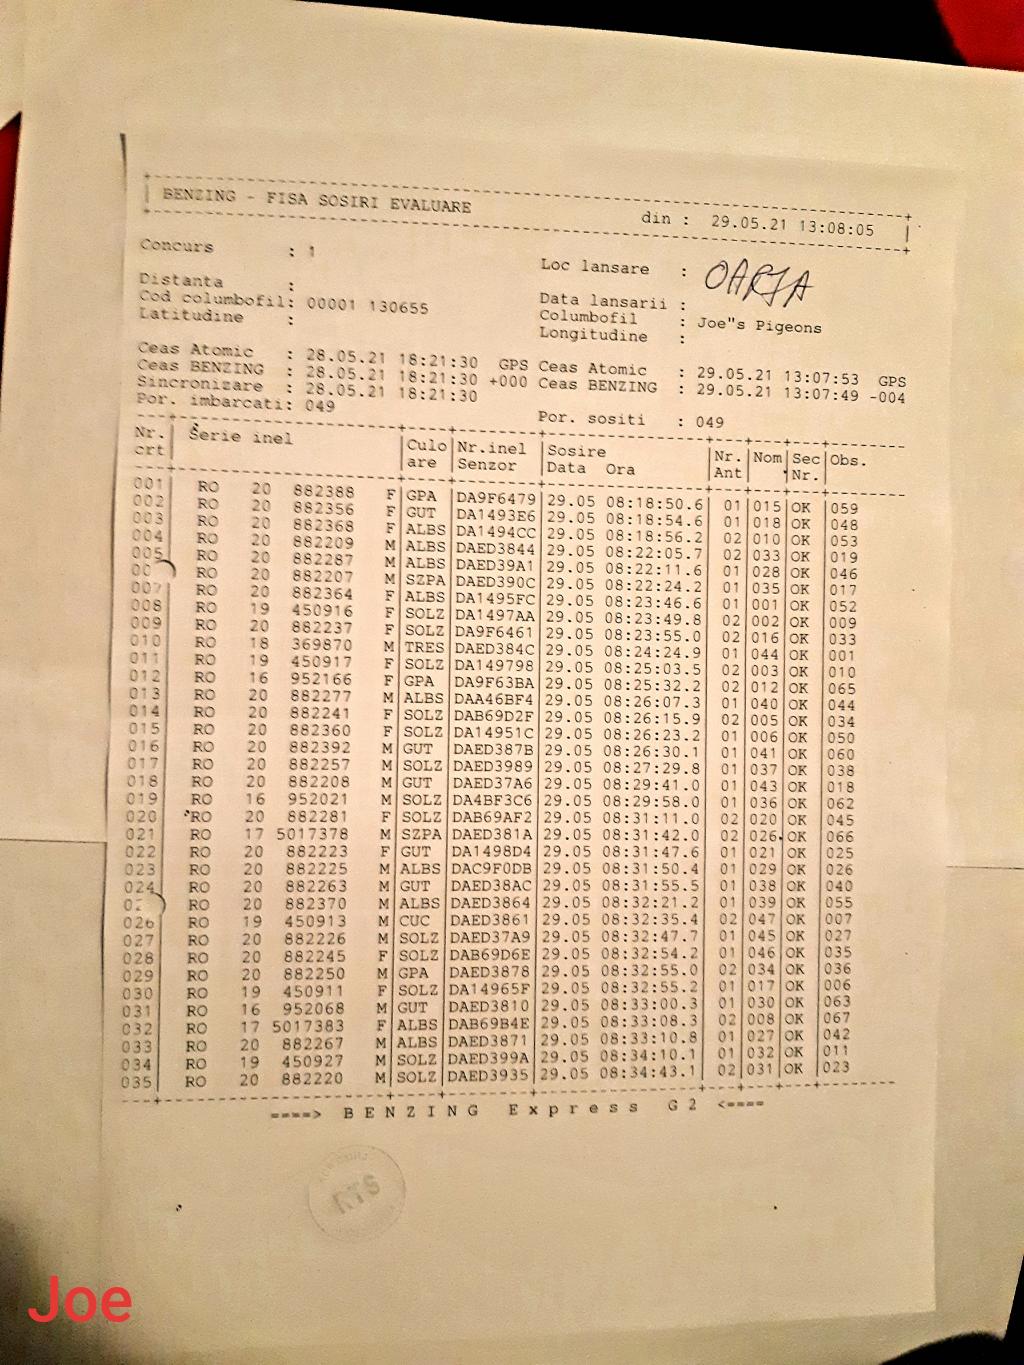 BENZING - FISA SOSIRI EVALUARE din : 29.05.21 13:08:05
Concurs : 1 Loc lansare : OARJA
Distanta : Data lansarii :
Cod columbofil: 00001 130655 Columbofil : Joe"s Pigeons
Latitudine : Longitudine :
Ceas Atomic : 28.05.21 18:21:30 GPS Ceas Atomic : 29.05.21 13:07:53 GPS
Ceas BENZING : 28.05.21 18:21:30 +000 Ceas BENZING : 29.05.21 13:07:49 -004
Sincronizare : 28.05.21 18:21:30
Por. imbarcati: 049 Por. sositi : 049
Nr. Serie inel Culo Nr.inel Sosire Nr. Nom Sec Obs.
crt are Senzor Data Ora Ant Nr.
001 RO 20 882388 F GPA DA9F6479 29.05 08:18:50.6 01 015 OK 059
002 RO 20 882356 F GUT DA1493E6 29.05 08:18:54.6 01 018 OK 048
003 RO 20 882368 F ALBS DA1494CC 29.05 08:18:56.2 02 010 OK 053
004 RO 20 882209 M ALBS DAED3844 29.05 08:22:05.7 02 033 OK 019
005 RO 20 882287 M ALBS DAED39A1 29.05 08:22:11.6 01 028 OK 046
00 RO 20 882207 M SZPA DAED390C 29.05 08:22:24.2 01 035 OK 017
007 RO 20 882364 F ALBS DA1495FC 29.05 08:23:46.6 01 001 OK 052
008 RO 19 450916 F SOLZ DA1497AA 29.05 08:23:49.8 02 002 OK 009
009 RO 20 882237 F SOLZ DA9F6461 29.05 08:23:55.0 02 016 OK 033
010 RO 18 369870 M TRES DAED384C 29.05 08:24:24.9 01 044 OK 001
011 RO 19 450917 F SOLZ DA149798 29.05 08:25:03.5 02 003 OK 010
012 RO 16 952166 F GPA DA9F63BA 29.05 08:25:32.2 02 012 OK 065
013 RO 20 882277 M ALBS DAA46BF4 29.05 08:26:07.3 01 040 OK 044
014 RO 20 882241 F SOLZ DAB69D2F 29.05 08:26:15.9 02 005 OK 034
015 RO 20 882360 F SOLZ DA14951C 29.05 08:26:23.2 01 006 OK 050
016 RO 20 882392 M GUT DAED387B 29.05 08:26:30.1 01 041 OK 060
017 RO 20 882257 M SOLZ DAED3989 29.05 08:27:29.8 01 037 OK 038
018 RO 20 882208 M GUT DAED37A6 29.05 08:29:41.0 01 043 OK 018
019 RO 16 952021 M SOLZ DA4BF3C6 29.05 08:29:58.0 01 036 OK 062
020 RO 20 882281 F SOLZ DAB69AF2 29.05 08:31:11.0 02 020 OK 045
021 RO 17 5017378 M SZPA DAED381A 29.05 08:31:42.0 02 026 OK 066
022 RO 20 882223 F GUT DA1498D4 29.05 08:31:47.6 01 021 OK 025
023 RO 20 882225 M ALBS DAC9F0DB 29.05 08:31:50.4 01 029 OK 026
024 RO 20 882263 M GUT DAED38AC 29.05 08:31:55.5 01 038 OK 040
02 RO 20 882370 M ALBS DAED3864 29.05 08:32:21.2 01 039 OK 055
026 RO 19 450913 M CUC DAED3861 29.05 08:32:35.4 02 047 OK 007
027 RO 20 882226 M SOLZ DAED37A9 29.05 08:32:47.7 01 045 OK 027
028 RO 20 882245 F SOLZ DAB69D6E 29.05 08:32:54.2 01 046 OK 035
029 RO 20 882250 M GPA DAED3878 29.05 08:32:55.0 02 034 OK 036
030 RO 19 450911 F SOLZ DA14965F 29.05 08:32:55.2 01 017 OK 006
031 RO 16 952068 M GUT DAED3810 29.05 08:33:00.3 01 030 OK 063
032 RO 17 5017383 F ALBS DAB69B4E 29.05 08:33:08.3 02 008 OK 067
033 RO 20 882267 M ALBS DAED3871 29.05 08:33:10.8 01 027 OK 042
034 RO 19 450927 M SOLZ DAED399A 29.05 08:34:10.1 01 032 OK 011
035 RO 20 882220 M SOLZ DAED3935 29.05 08:34:43.1 02 031 OK 023
====> BENZING Express G2 <====
RTS
Joe